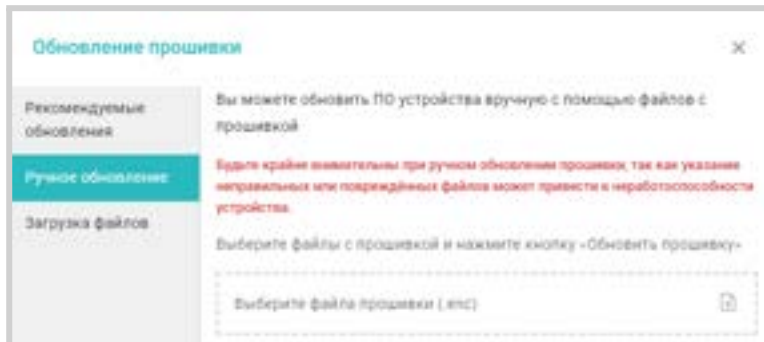 Обновление прошивки
Рекомендуемые
обновления
Ручное обновление
Загрузка файлов
Вы можете обновить ПО устройства вручную с помощью файлов с
прошивкой
Будьте крайне внимательны при ручном обновлении прошивки, так как указание
неправильных или повреждённых файлов может привести к неработоспособности
устройства.
Выберите файлы с прошивкой и нажмите кнопку «Обновить прошивку»
Выберите файла прошивки (.enc)